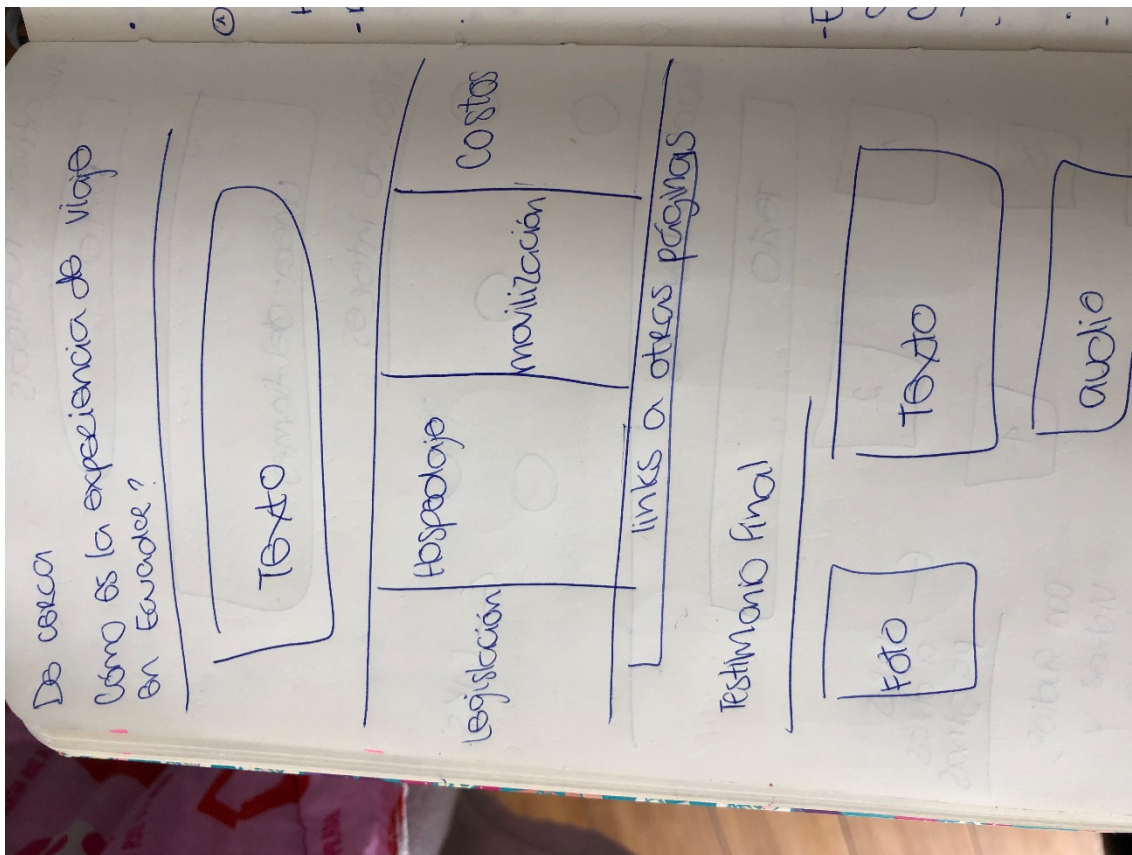 De cerca
Cómo es la experiencia de viaje
en Ecuador?
Texto
Legislación
Hospedaje
movilización
Costos
links a otras páginas
Testimonio final
Foto
Texto
audio